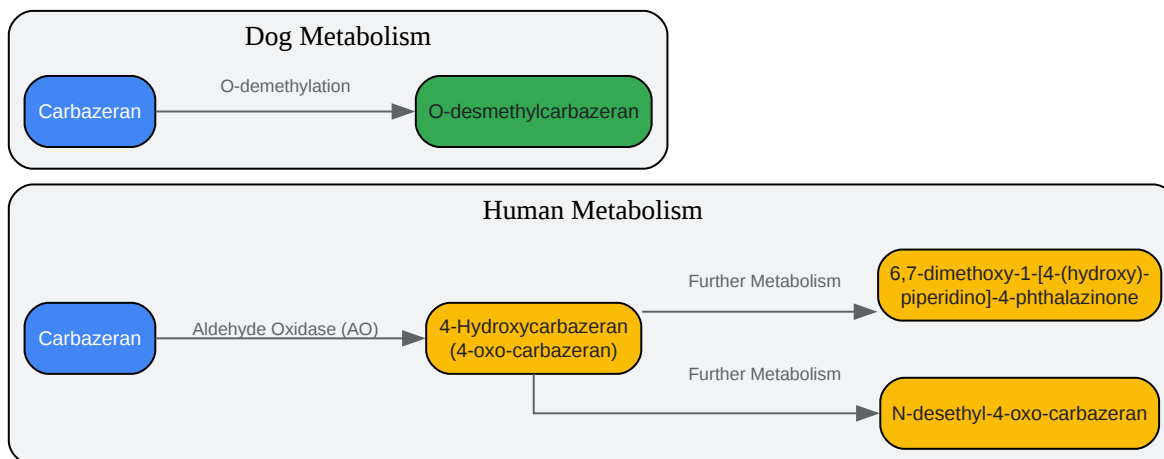 Dog Metabolism
O-demethylation
Carbazeran
O-desmethylcarbazeran
Human Metabolism
Further Metabolism
6,7-dimethoxy-1-[4-(hydroxy)-
piperidino]-4-phthalazinone
Carbazeran
Aldehyde Oxidase (AO)
4-Hydroxycarbazeran
(4-oxo-carbazeran)
Further Metabolism
N-desethyl-4-oxo-carbazeran